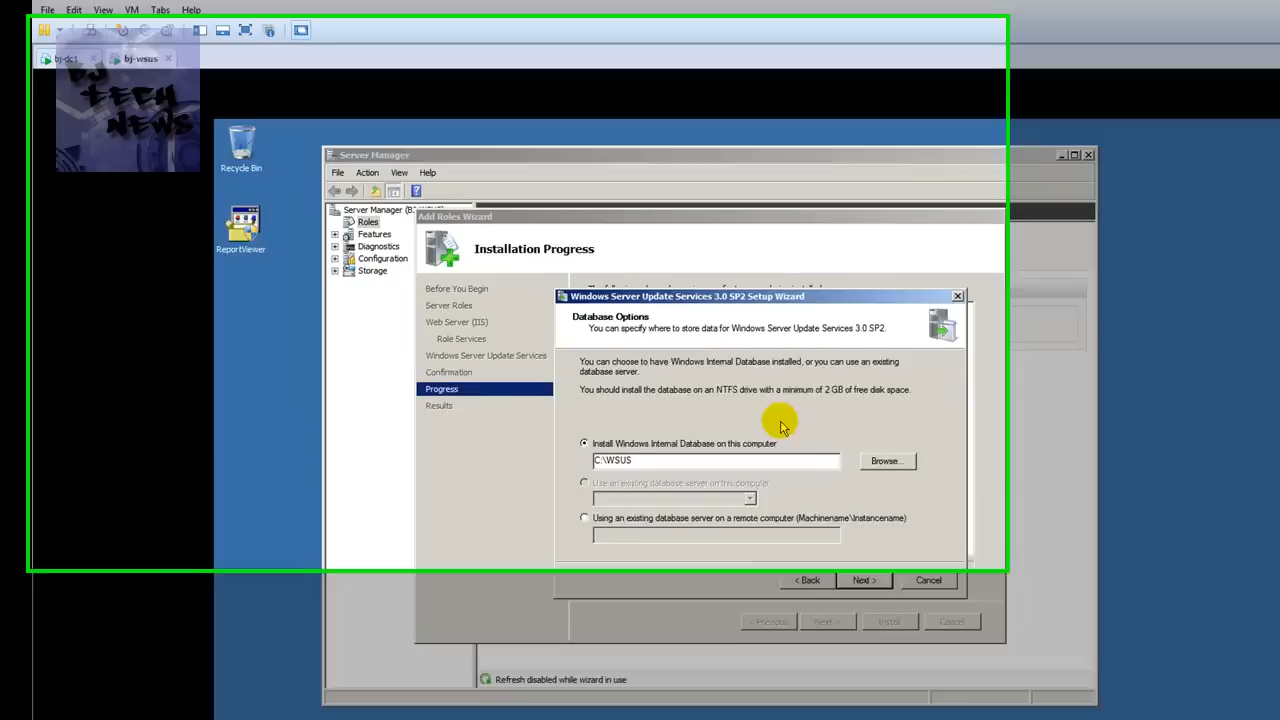 File Edit View VM Tabs Help
bj-dc1 bj-wsus
BJ
TECH
NEWS
Recycle Bin
ReportViewer
Server Manager
File Action View Help
Server Manager (BJ-WSUS)
Roles
Features
Diagnostics
Configuration
Storage
Add Roles Wizard
Installation Progress
Before You Begin
Server Roles
Web Server (IIS)
Role Services
Windows Server Update Services
Confirmation
Progress
Results
Windows Server Update Services 3.0 SP2 Setup Wizard
Database Options
You can specify where to store data for Windows Server Update Services 3.0 SP2.
You can choose to have Windows Internal Database installed, or you can use an existing
database server.
You should install the database on an NTFS drive with a minimum of 2 GB of free disk space.
Install Windows Internal Database on this computer
C:\WSUS
Browse...
Use an existing database server on this computer
Using an existing database server on a remote computer (Machinename\Instancename)
< Back Next > Cancel
< Previous Next > Install Cancel
Refresh disabled while wizard in use